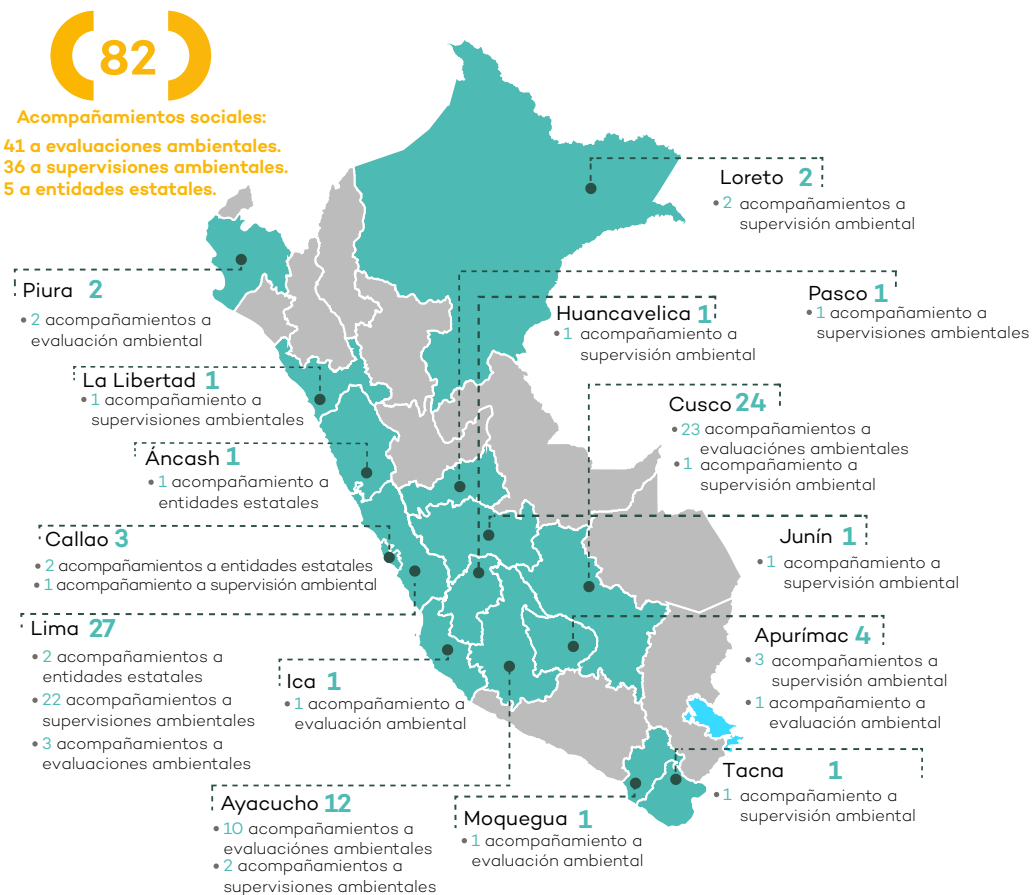 82
Acompañamientos sociales:
41 a evaluaciones ambientales.
36 a supervisiones ambientales.
5 a entidades estatales.
Loreto 2
• 2 acompañamientos a
supervisión ambiental
Piura 2
• 2 acompañamientos a
evaluación ambiental
Huancavelica 1
• 1 acompañamiento a
supervisión ambiental
Pasco 1
• 1 acompañamiento a
supervisiones ambientales
La Libertad 1
• 1 acompañamiento a
supervisiones ambientales
Cusco 24
• 23 acompañamientos a
evaluaciónes ambientales
• 1 acompañamiento a
supervisión ambiental
Áncash 1
• 1 acompañamiento a
entidades estatales
Callao 3
• 2 acompañamientos a entidades estatales
• 1 acompañamiento a supervisión ambiental
Junín 1
• 1 acompañamiento a
supervisión ambiental
Lima 27
• 2 acompañamientos a
entidades estatales
• 22 acompañamientos a
supervisiones ambientales
• 3 acompañamientos a
evaluaciones ambientales
Ica 1
• 1 acompañamiento a
evaluación ambiental
Apurímac 4
• 3 acompañamientos a
supervisión ambiental
• 1 acompañamiento a
evaluación ambiental
Ayacucho 12
• 10 acompañamientos a
evaluaciónes ambientales
• 2 acompañamientos a
supervisiones ambientales
Moquegua 1
• 1 acompañamiento a
evaluación ambiental
Tacna 1
• 1 acompañamiento a
supervisión ambiental